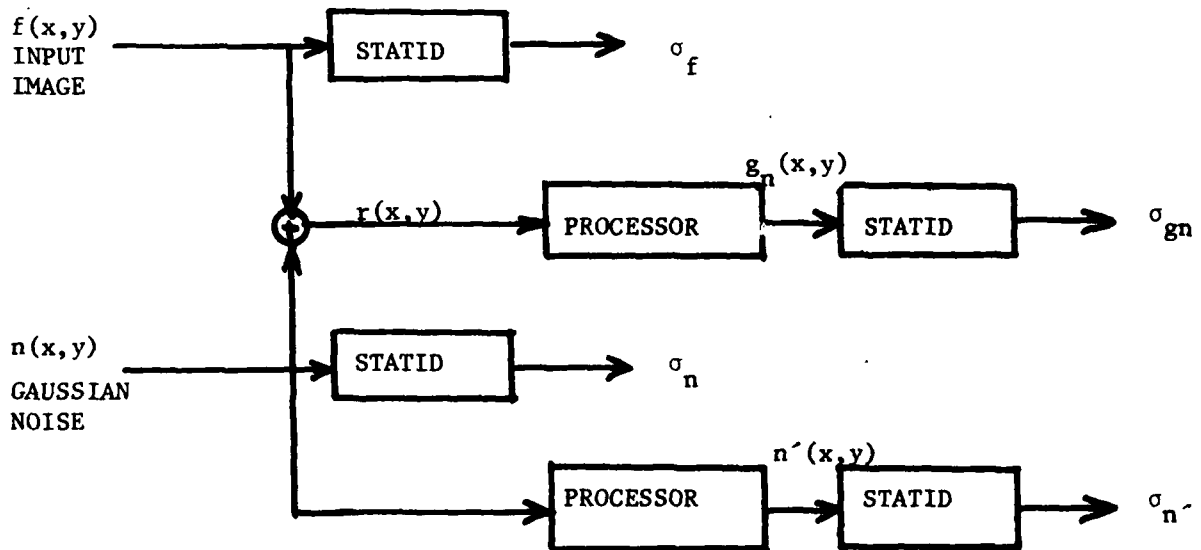 f(x,y)
INPUT
IMAGE
STATID
σf
gn(x,y)
+
r(x,y)
PROCESSOR
STATID
σgn
n(x,y)
GAUSSIAN
NOISE
STATID
σn
n´(x,y)
PROCESSOR
STATID
σn´